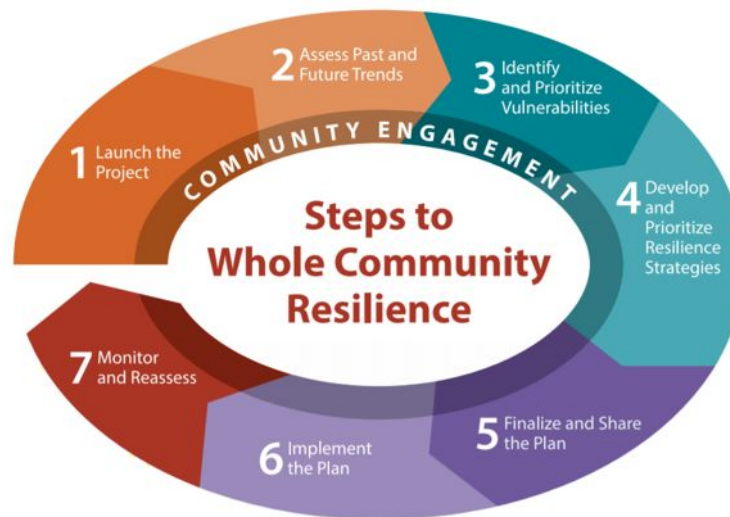 COMMUNITY ENGAGEMENT
Steps to
Whole Community
Resilience
1 Launch the
Project
2 Assess Past and
Future Trends
3 Identify
and Prioritize
Vulnerabilities
4 Develop
and
Prioritize
Resilience
Strategies
5 Finalize and Share
the Plan
6 Implement
the Plan
7 Monitor
and Reassess